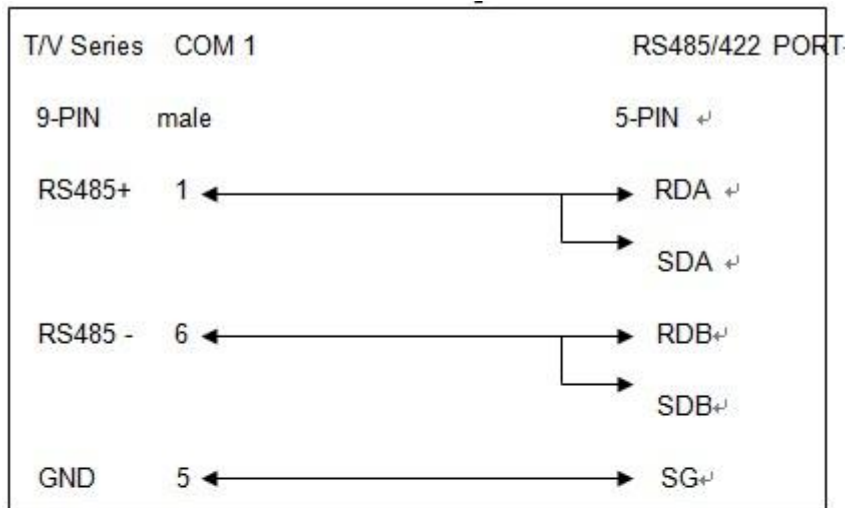 T/V Series COM 1 RS485/422 PORT
9-PIN male 5-PIN
RS485+ 1 RDA
SDA
RS485 - 6 RDB
SDB
GND 5 SG